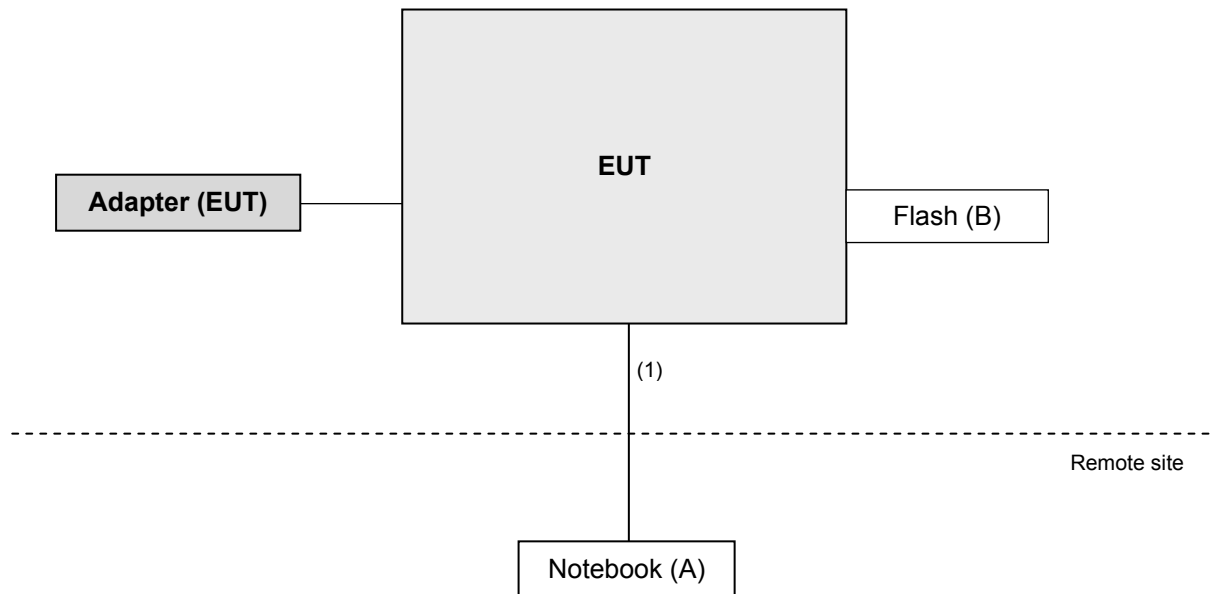 EUT
Adapter (EUT)
Flash (B)
(1)
Remote site
Notebook (A)